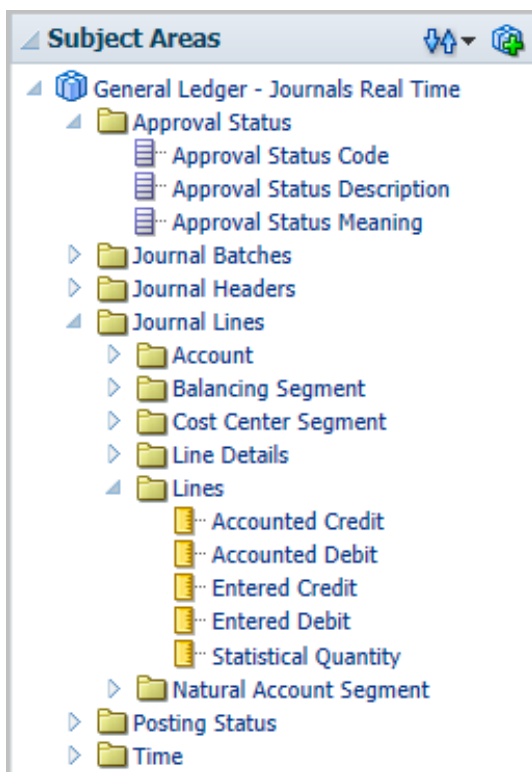 Subject Areas
General Ledger - Journals Real Time
Approval Status
Approval Status Code
Approval Status Description
Approval Status Meaning
Journal Batches
Journal Headers
Journal Lines
Account
Balancing Segment
Cost Center Segment
Line Details
Lines
Accounted Credit
Accounted Debit
Entered Credit
Entered Debit
Statistical Quantity
Natural Account Segment
Posting Status
Time